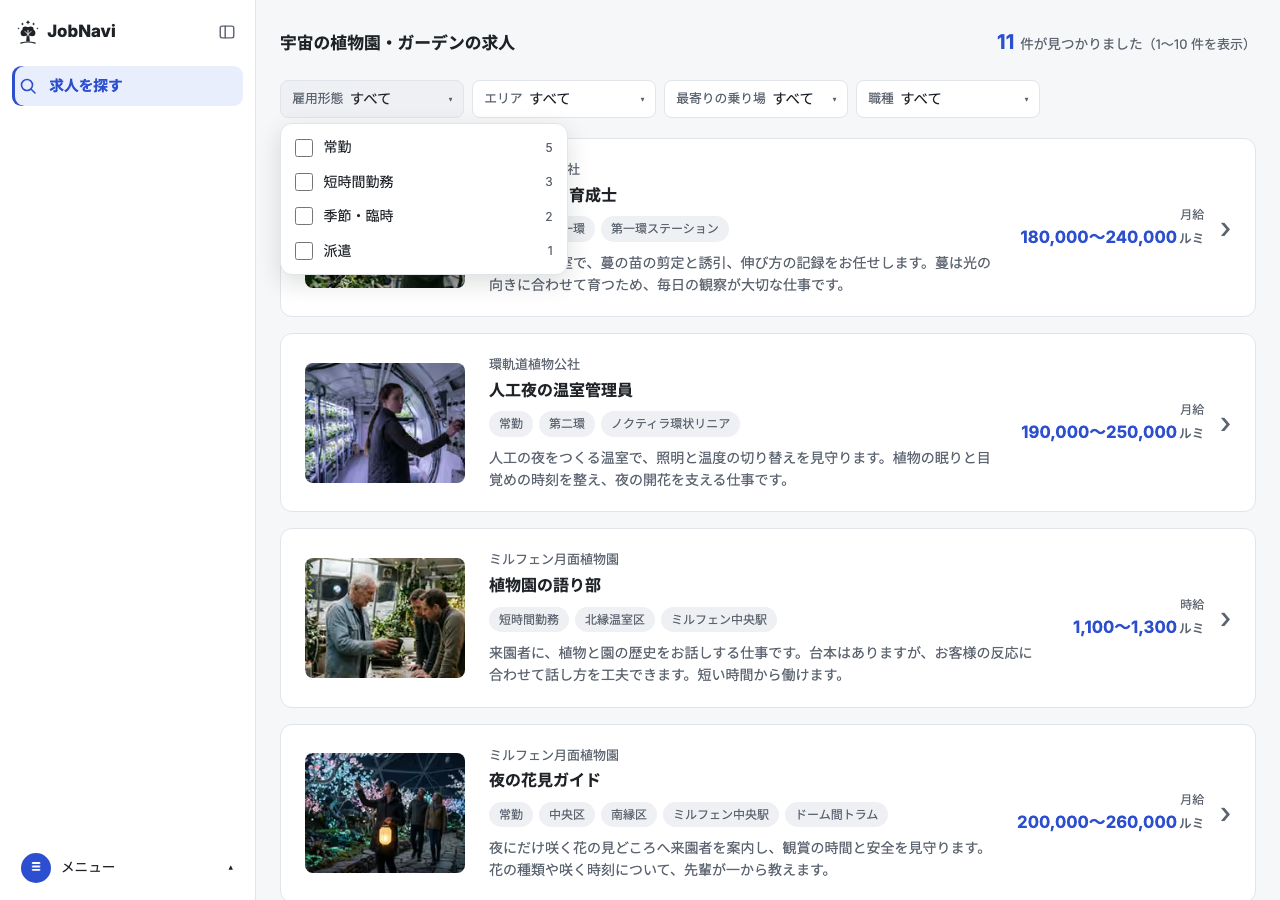 JobNavi
求人を探す
メニュー
宇宙の植物園・ガーデンの求人
11 件が見つかりました（1〜10 件を表示）
雇用形態 すべて
エリア すべて
最寄りの乗り場 すべて
職種 すべて
常勤 5
短時間勤務 3
季節・臨時 2
派遣 1
社
育成士
環
第一環ステーション
で、蔓の苗の剪定と誘引、伸び方の記録をお任せします。蔓は光の
向きに合わせて育つため、毎日の観察が大切な仕事です。
月給
180,000〜240,000 ルミ
環軌道植物公社
人工夜の温室管理員
常勤 第二環 ノクティラ環状リニア
人工の夜をつくる温室で、照明と温度の切り替えを見守ります。植物の眠りと目
覚めの時刻を整え、夜の開花を支える仕事です。
月給
190,000〜250,000 ルミ
ミルフェン月面植物園
植物園の語り部
短時間勤務 北縁温室区 ミルフェン中央駅
来園者に、植物と園の歴史をお話しする仕事です。台本はありますが、お客様の反応に
合わせて話し方を工夫できます。短い時間から働けます。
時給
1,100〜1,300 ルミ
ミルフェン月面植物園
夜の花見ガイド
常勤 中央区 南縁区 ミルフェン中央駅 ドーム間トラム
夜にだけ咲く花の見どころへ来園者を案内し、観賞の時間と安全を見守ります。
花の種類や咲く時刻について、先輩が一から教えます。
月給
200,000〜260,000 ルミ